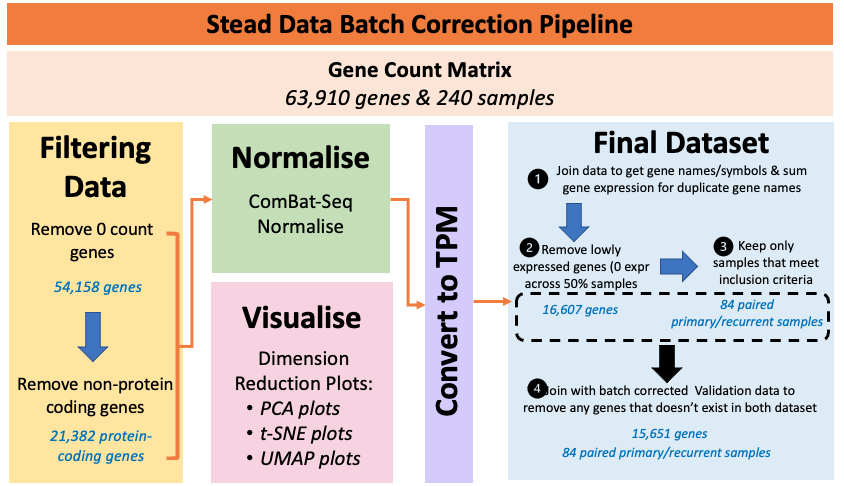 Stead Data Batch Correction Pipeline
Gene Count Matrix
63,910 genes & 240 samples
Filtering
Data
Remove 0 count
genes
54,158 genes
Remove non-protein
coding genes
21,382 protein-
coding genes
Normalise
ComBat-Seq
Normalise
Visualise
Dimension
Reduction Plots:
• PCA plots
• t-SNE plots
• UMAP plots
Convert to TPM
Final Dataset
1 Join data to get gene names/symbols & sum
gene expression for duplicate gene names
2 Remove lowly
expressed genes (0 expr
across 50% samples
16,607 genes
3 Keep only
samples that meet
inclusion criteria
84 paired
primary/recurrent samples
4 Join with batch corrected Validation data to
remove any genes that doesn't exist in both dataset
15,651 genes
84 paired primary/recurrent samples